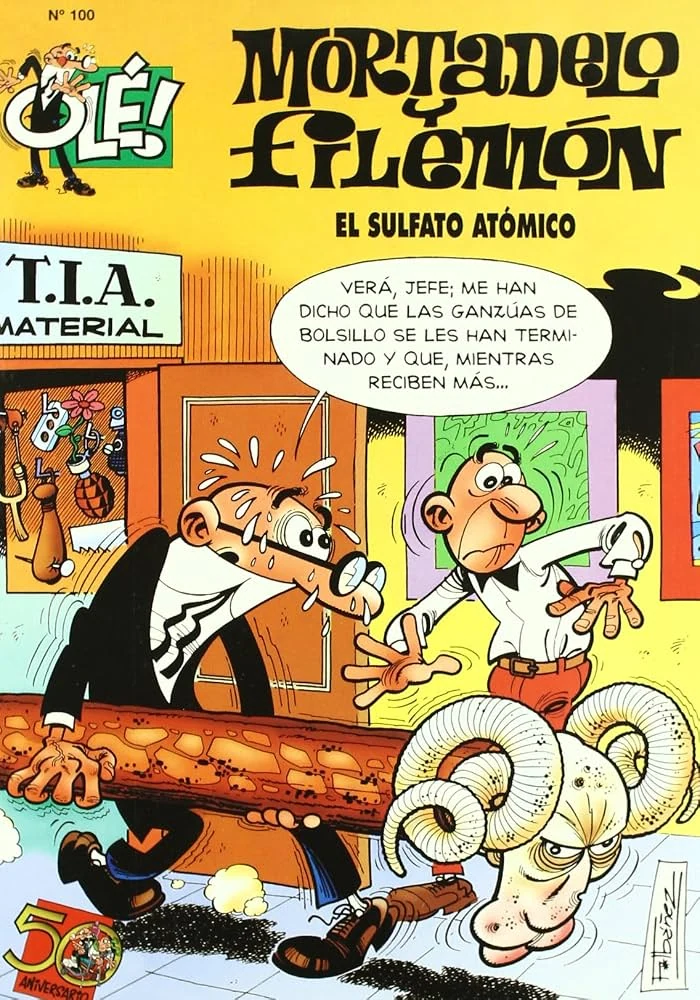 Nº 100
OLÉ!
MORTADELO
Y
FILEMÓN
EL SULFATO ATÓMICO
T.I.A.
MATERIAL
VERÁ, JEFE; ME HAN
DICHO QUE LAS GANZÚAS DE
BOLSILLO SE LES HAN TERMI-
NADO Y QUE, MIENTRAS
RECIBEN MÁS...
50
ANIVERSARIO